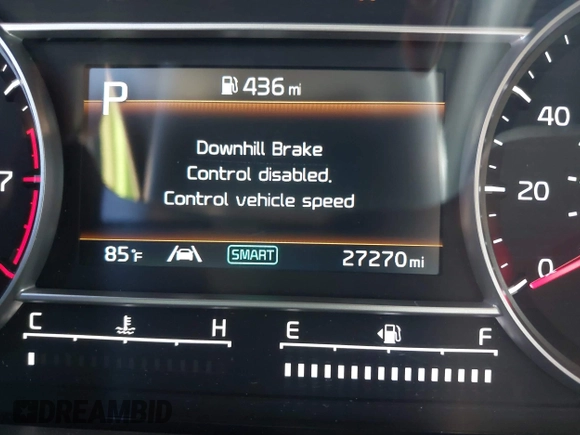 P
436 mi
Downhill Brake
Control disabled.
Control vehicle speed
7
40
20
0
85°F
SMART
27270 mi
C H
E F
DREAMBID